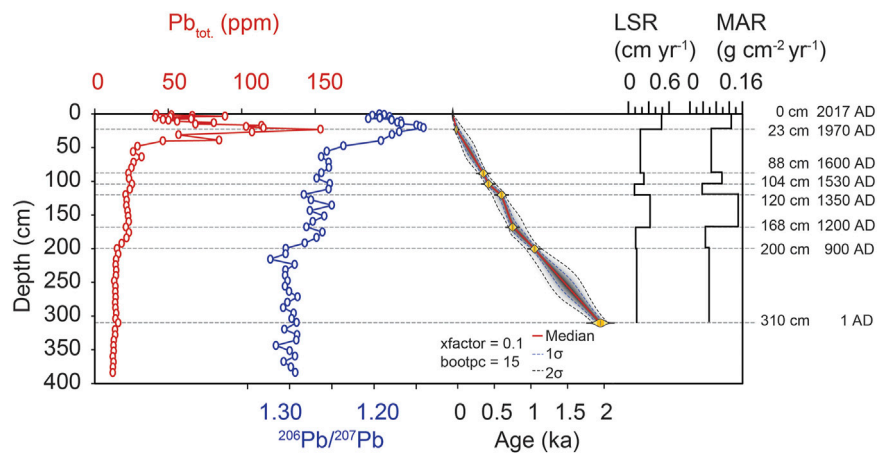 Pb tot. (ppm)
LSR
(cm yr⁻¹)
MAR
(g cm⁻² yr⁻¹)
0 50 100 150
0 0.6 0 0.16
0 cm 2017 AD
23 cm 1970 AD
88 cm 1600 AD
104 cm 1530 AD
120 cm 1350 AD
168 cm 1200 AD
200 cm 900 AD
310 cm 1 AD
Depth (cm)
0
50
100
150
200
250
300
350
400
xfactor = 0.1
bootpc = 15
Median
1σ
2σ
1.30 1.20
²⁰⁶Pb/²⁰⁷Pb
0 0.5 1 1.5 2
Age (ka)